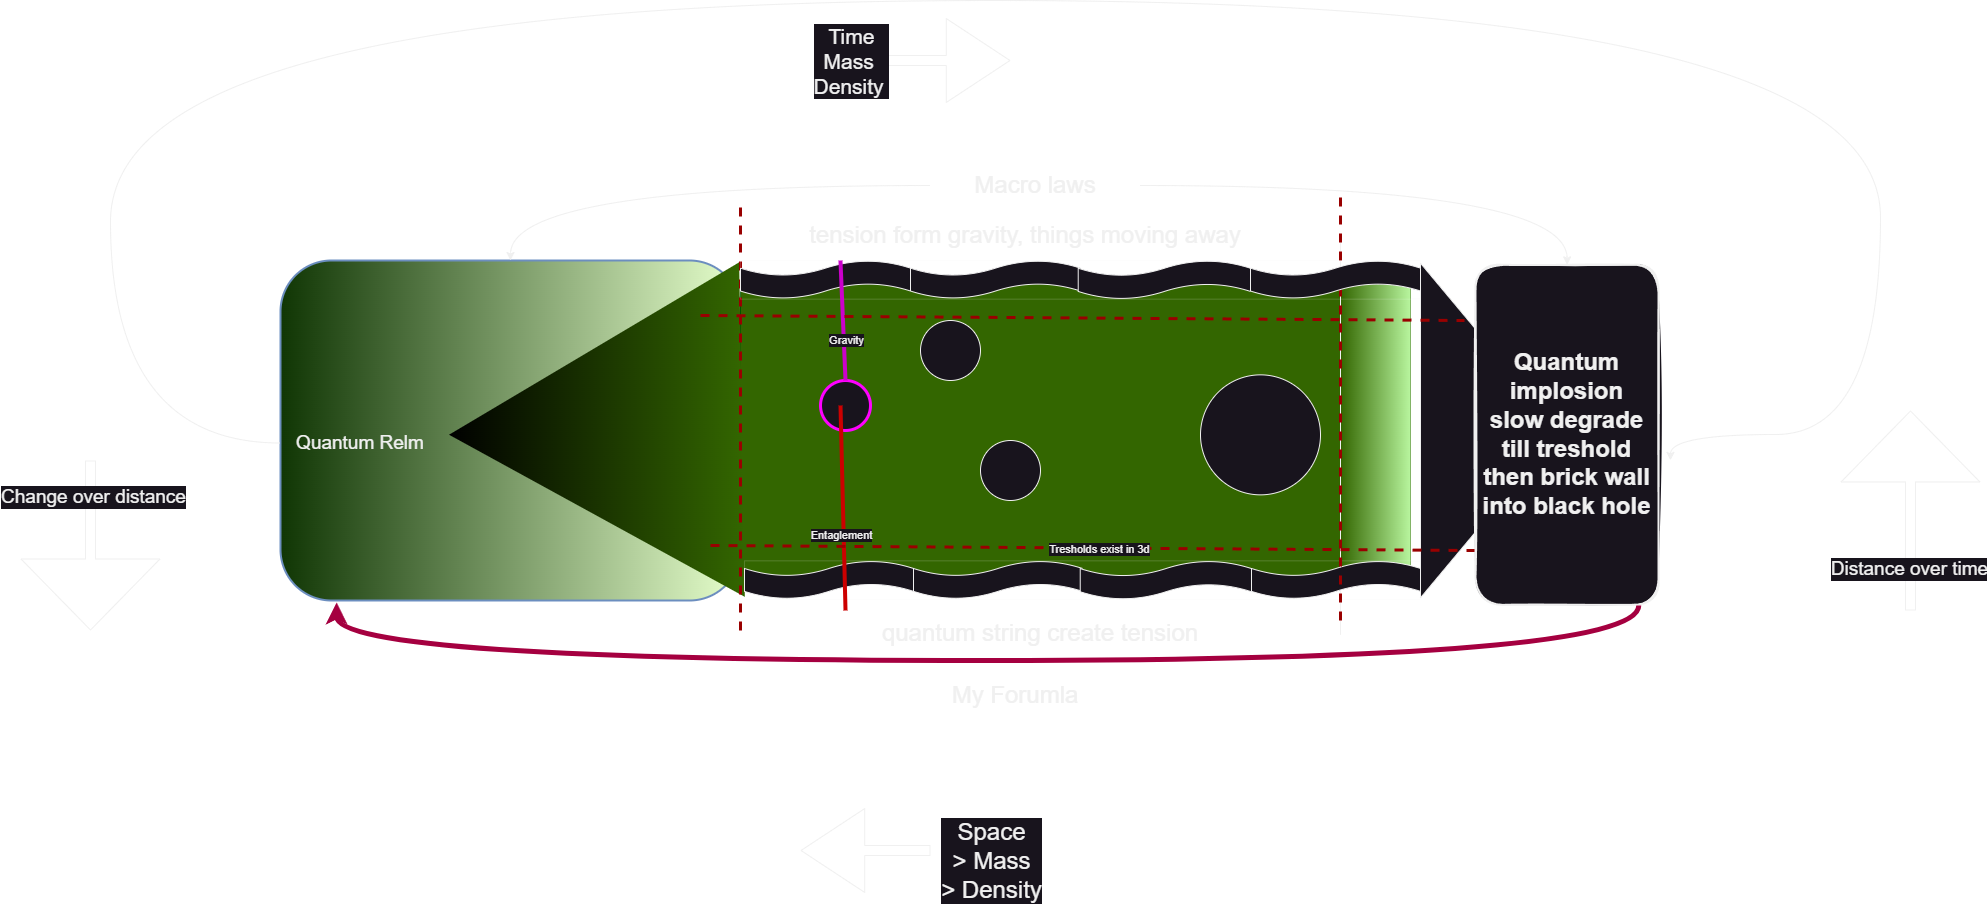 Time
Mass
Density
Macro laws
tension form gravity, things moving away
Gravity
Quantum Relm
Quantum
implosion
slow degrade
till treshold
then brick wall
into black hole
Change over distance
Entaglement
Tresholds exist in 3d
Distance over time
quantum string create tension
My Forumla
Space
> Mass
> Density